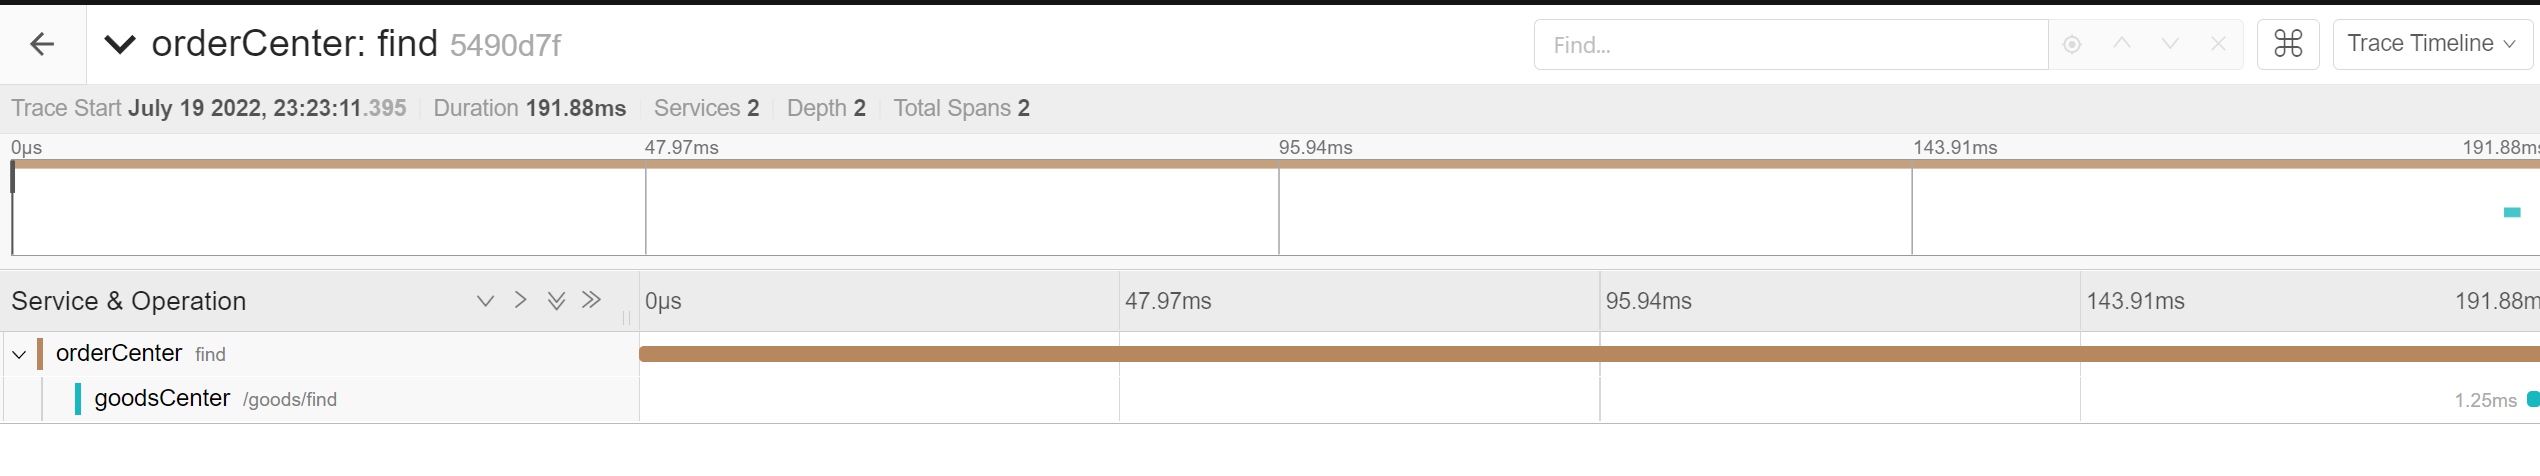 orderCenter: find 5490d7f
Find...
Trace Timeline
Trace Start July 19 2022, 23:23:11.395 Duration 191.88ms Services 2 Depth 2 Total Spans 2
0µs 47.97ms 95.94ms 143.91ms 191.88ms
Service & Operation 0µs 47.97ms 95.94ms 143.91ms 191.88m
orderCenter find
goodsCenter /goods/find 1.25ms